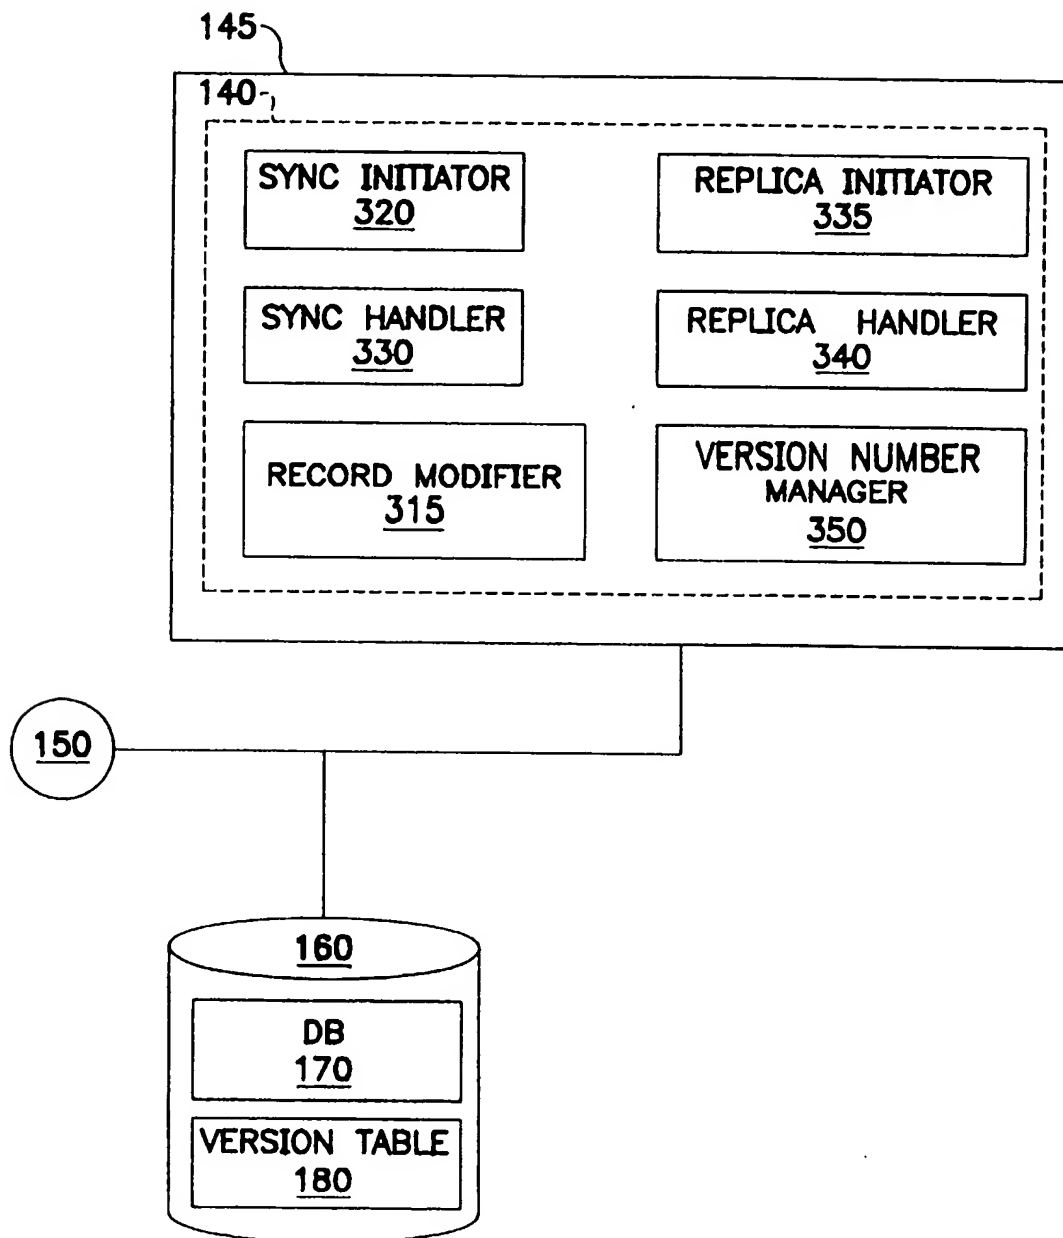 145
140
SYNC INITIATOR
320
REPLICA INITIATOR
335
SYNC HANDLER
330
REPLICA HANDLER
340
RECORD MODIFIER
315
VERSION NUMBER
MANAGER
350
150
160
DB
170
VERSION TABLE
180